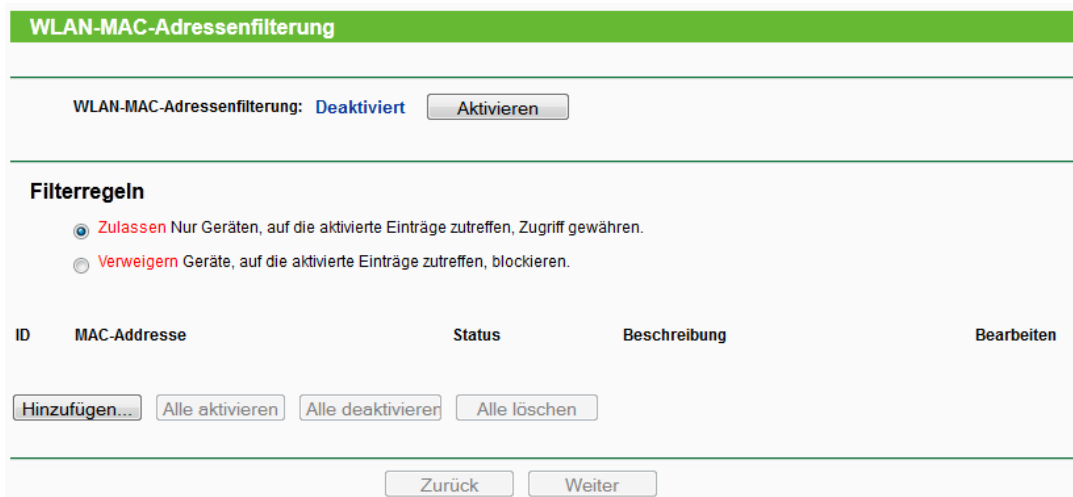 WLAN-MAC-Adressenfilterung
WLAN-MAC-Adressenfilterung: Deaktiviert Aktivieren
Filterregeln
Zulassen Nur Geräten, auf die aktivierte Einträge zutreffen, Zugriff gewähren.
Verweigern Geräte, auf die aktivierte Einträge zutreffen, blockieren.
ID MAC-Addresse Status Beschreibung Bearbeiten
Hinzufügen... Alle aktivieren Alle deaktivieren Alle löschen
Zurück Weiter